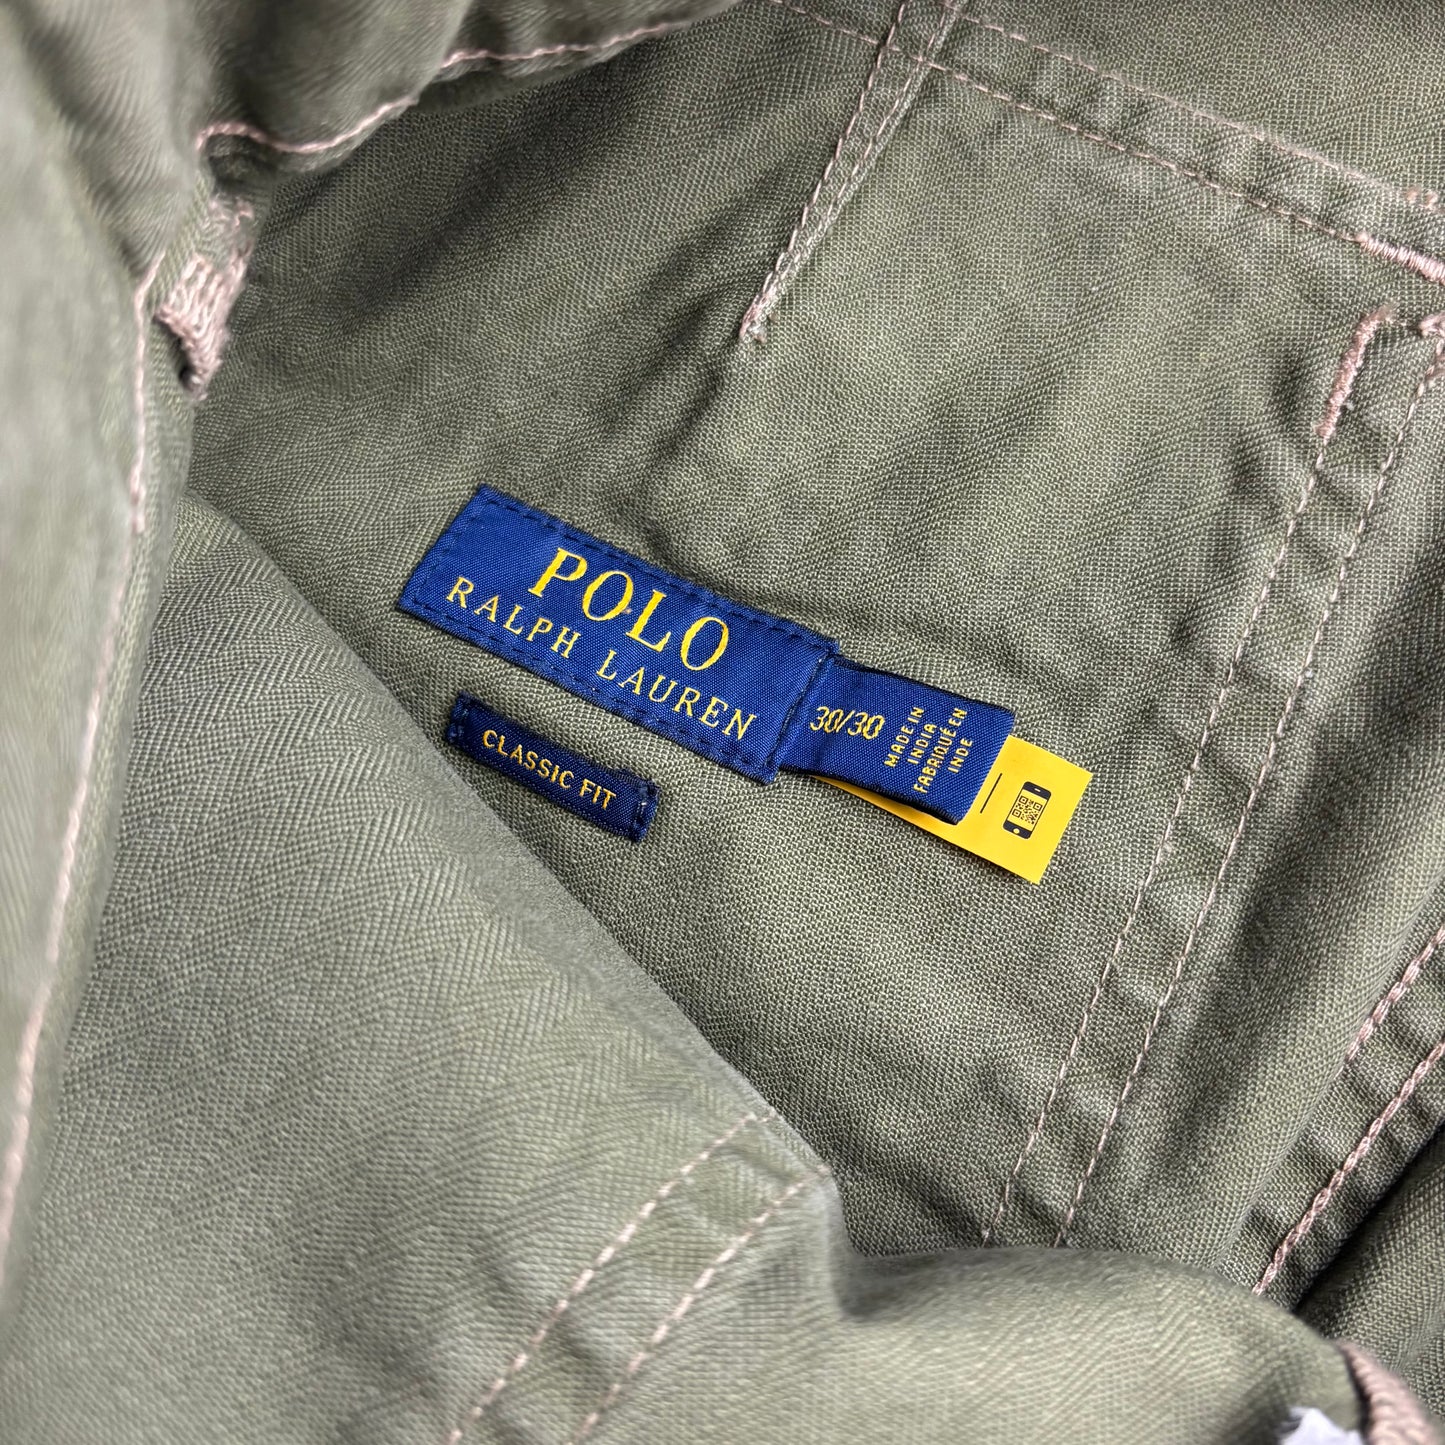 POLO
RALPH LAUREN
CLASSIC FIT
30/30
MADE IN
INDIA
FABRIQUÉ EN
INDE